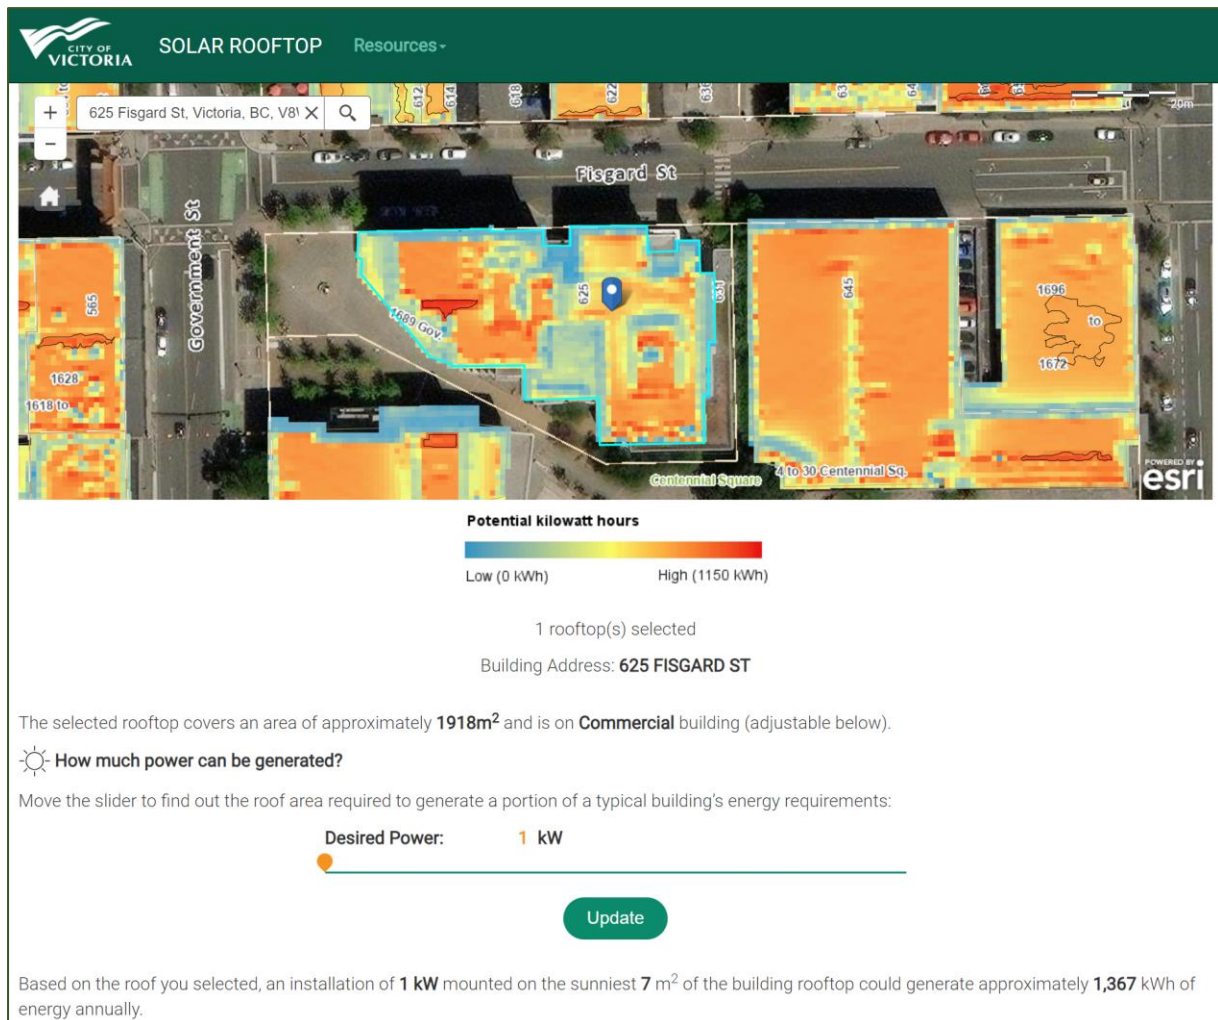 CITY OF
VICTORIA
SOLAR ROOFTOP
Resources
+
625 Fisgard St, Victoria, BC, V8
-
612
614
618
622
630
20m
Fisgard St
Government St
565
1628
1618 to
1689 Gov.
625
631
645
1696
to
1672
Centennial Square
4 to 30 Centennial Sq.
POWERED BY
esri
Potential kilowatt hours
Low (0 kWh) High (1150 kWh)
1 rooftop(s) selected
Building Address: 625 FISGARD ST
The selected rooftop covers an area of approximately 1918m² and is on Commercial building (adjustable below).
How much power can be generated?
Move the slider to find out the roof area required to generate a portion of a typical building's energy requirements:
Desired Power: 1 kW
Update
Based on the roof you selected, an installation of 1 kW mounted on the sunniest 7 m² of the building rooftop could generate approximately 1,367 kWh of
energy annually.